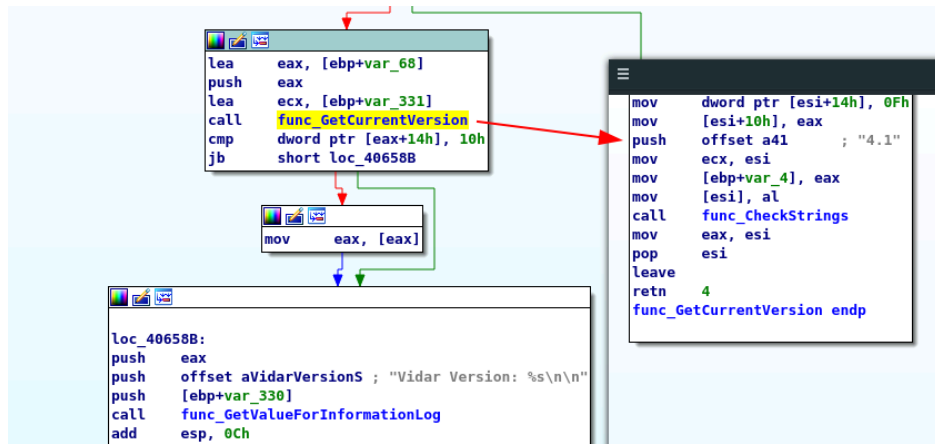 lea     eax, [ebp+var_68]
push    eax
lea     ecx, [ebp+var_331]
call    func_GetCurrentVersion
cmp     dword ptr [eax+14h], 10h
jb      short loc_40658B
mov     eax, [eax]
loc_40658B:
push    eax
push    offset aVidarVersionS ; "Vidar Version: %s\n\n"
push    [ebp+var_330]
call    func_GetValueForInformationLog
add     esp, 0Ch
mov     dword ptr [esi+14h], 0Fh
mov     [esi+10h], eax
push    offset a41      ; "4.1"
mov     ecx, esi
mov     [ebp+var_4], eax
mov     [esi], al
call    func_CheckStrings
mov     eax, esi
pop     esi
leave
retn    4
func_GetCurrentVersion endp